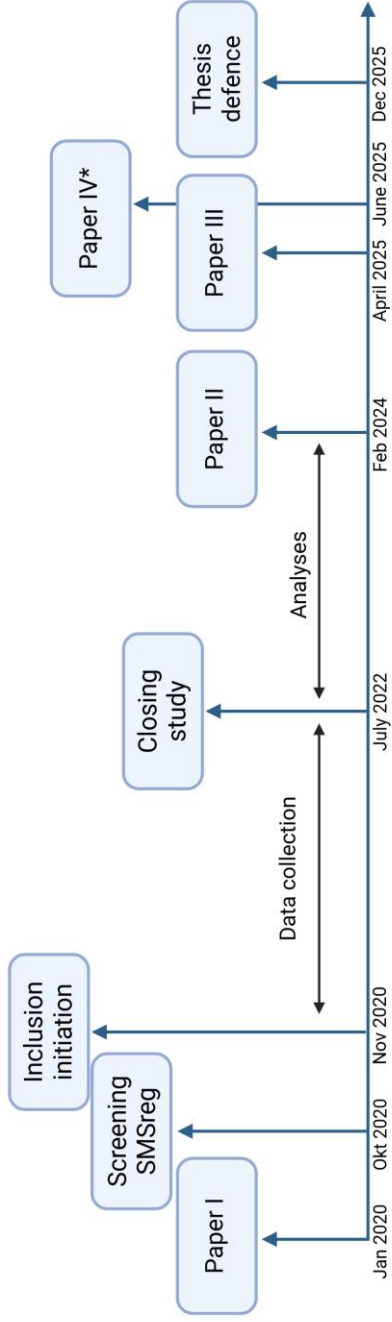 Paper I
Screening
SMSreg
Inclusion
initiation
Closing
study
Paper II
Paper III
Paper IV*
Thesis
defence
Data collection
Analyses
Jan 2020
Okt 2020
Nov 2020
July 2022
Feb 2024
April 2025
June 2025
Dec 2025